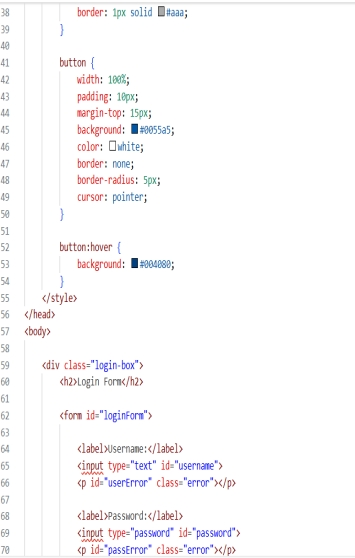 38 border: 1px solid #aaa;
39 }
40
41 button {
42 width: 100%;
43 padding: 10px;
44 margin-top: 15px;
45 background: #0055a5;
46 color: white;
47 border: none;
48 border-radius: 5px;
49 cursor: pointer;
50 }
51
52 button:hover {
53 background: #004080;
54 }
55 </style>
56 </head>
57 <body>
58
59 <div class="login-box">
60 <h2>Login Form</h2>
61
62 <form id="loginForm">
63
64 <label>Username:</label>
65 <input type="text" id="username">
66 <p id="userError" class="error"></p>
67
68 <label>Password:</label>
69 <input type="password" id="password">
70 <p id="passError" class="error"></p>